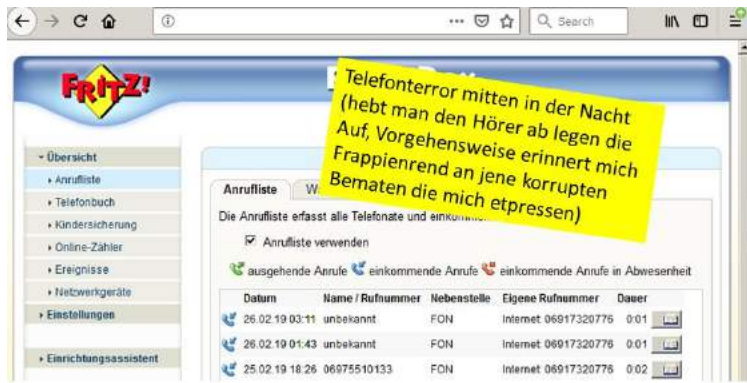 Search
FRITZ!
Telefonterror mitten in der Nacht
(hebt man den Hörer ab legen die
Auf, Vorgehensweise erinnert mich
Frappienrend an jene korrupten
Bematen die mich etpressen)
Übersicht
Anrufliste
Telefonbuch
Kindersicherung
Online-Zähler
Ereignisse
Netzwerkgeräte
Einstellungen
Einrichtungsassistent
Anrufliste
Die Anrufliste erfasst alle Telefonate und
Anrufliste verwenden
ausgehende Anrufe einkommende Anrufe einkommende Anrufe in Abwesenheit
Datum Name / Rufnummer Nebenstelle Eigene Rufnummer Dauer
26.02.19 03:11 unbekannt FON Internet: 06917320776 0:01
26.02.19 01:43 unbekannt FON Internet: 06917320776 0:01
25.02.19 18:26 06975510133 FON Internet: 06917320776 0:02